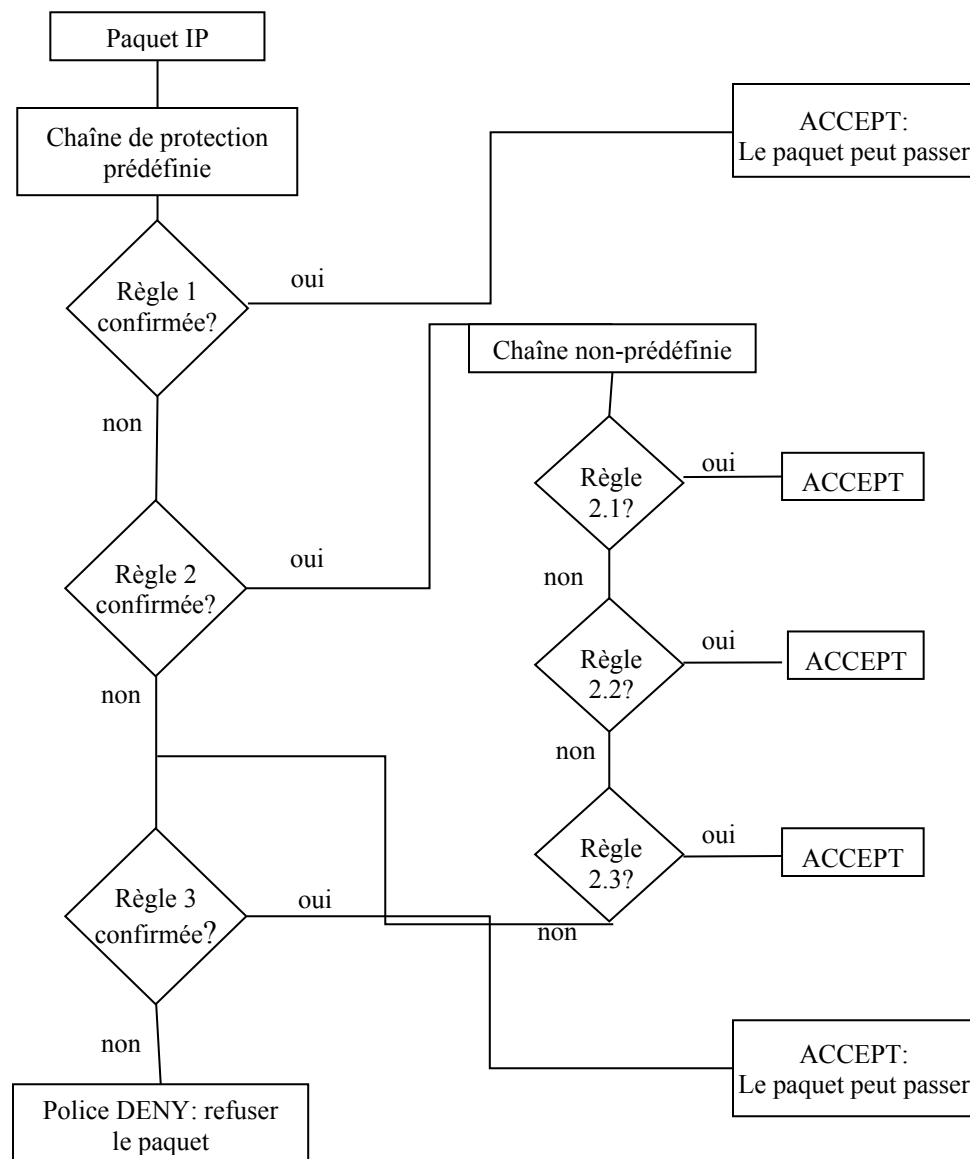 Paquet IP
Chaîne de protection
prédéfinie
ACCEPT:
Le paquet peut passer
Règle 1
confirmée?
oui
non
Chaîne non-prédéfinie
Règle
2.1?
oui
ACCEPT
non
Règle 2
confirmée?
oui
non
Règle
2.2?
oui
ACCEPT
non
Règle
2.3?
oui
ACCEPT
non
Règle 3
confirmée?
oui
non
ACCEPT:
Le paquet peut passer
Police DENY: refuser
le paquet